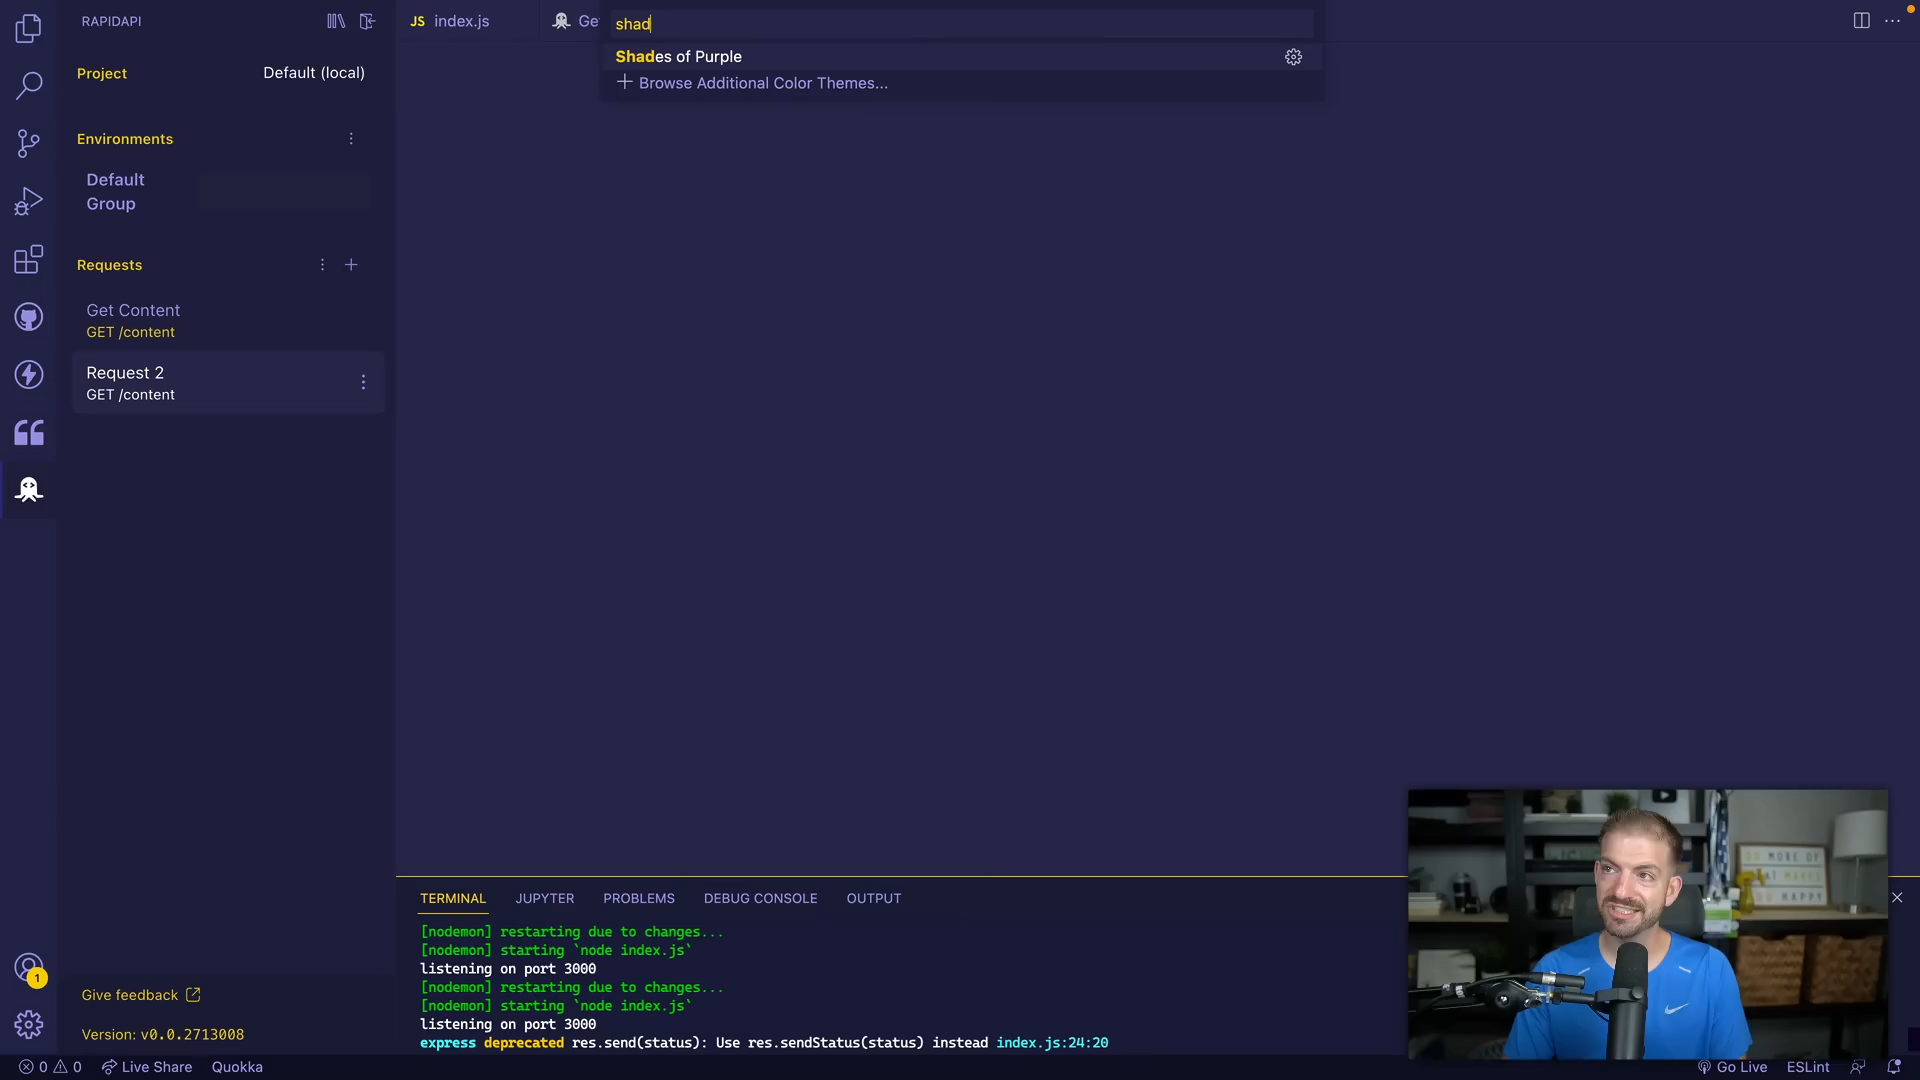 RAPIDAPI
Project
Default (local)
Environments
Default
Group
Requests
Get Content
GET /content
Request 2
GET /content
Give feedback
Version: v0.0.2713008
1
JS index.js
Ge
shad
Shades of Purple
Browse Additional Color Themes...
TERMINAL JUPYTER PROBLEMS DEBUG CONSOLE OUTPUT
[nodemon] restarting due to changes...
[nodemon] starting `node index.js`
listening on port 3000
[nodemon] restarting due to changes...
[nodemon] starting `node index.js`
listening on port 3000
express deprecated res.send(status): Use res.sendStatus(status) instead index.js:24:20
MORE OF
MAKES
HAPPY
0 0 Live Share Quokka
Go Live ESLint